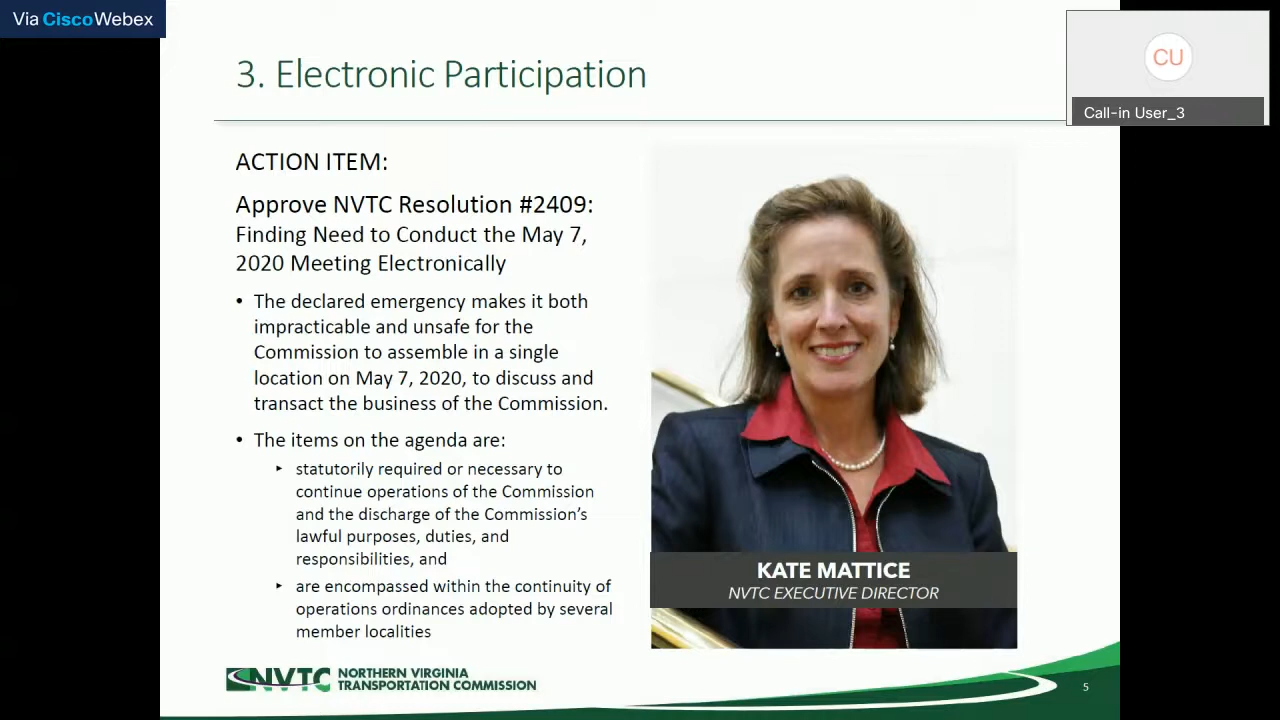 Via CiscoWebex
CU
Call-in User_3
3. Electronic Participation
ACTION ITEM:
Approve NVTC Resolution #2409:
Finding Need to Conduct the May 7,
2020 Meeting Electronically
• The declared emergency makes it both
impracticable and unsafe for the
Commission to assemble in a single
location on May 7, 2020, to discuss and
transact the business of the Commission.
• The items on the agenda are:
‣ statutorily required or necessary to
continue operations of the Commission
and the discharge of the Commission’s
lawful purposes, duties, and
responsibilities, and
‣ are encompassed within the continuity of
operations ordinances adopted by several
member localities
KATE MATTICE
NVTC EXECUTIVE DIRECTOR
NVTC NORTHERN VIRGINIA
TRANSPORTATION COMMISSION
5